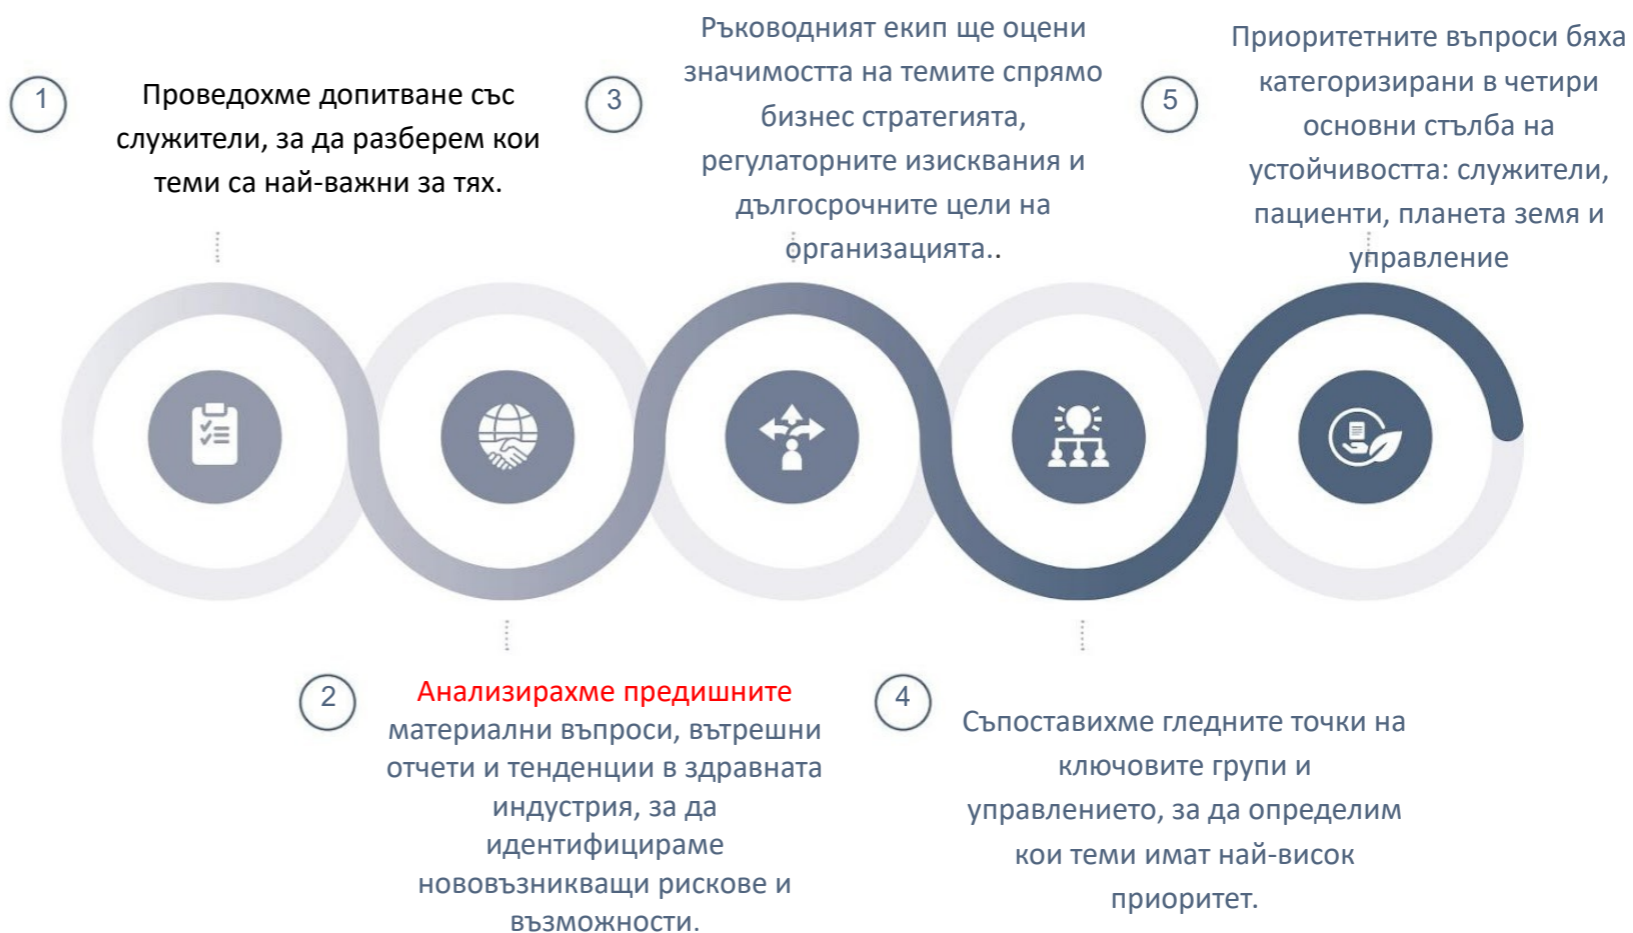 1
Проведохме допитване със
служители, за да разберем кои
теми са най-важни за тях.
2
Анализирахме предишните
материални въпроси, вътрешни
отчети и тенденции в здравната
индустрия, за да
идентифицираме
нововъзникващи рискове и
възможности.
3
Ръководният екип ще оцени
значимостта на темите спрямо
бизнес стратегията,
регулаторните изисквания и
дългосрочните цели на
организацията..
4
Съпоставихме гледните точки на
ключовите групи и
управлението, за да определим
кои теми имат най-висок
приоритет.
5
Приоритетните въпроси бяха
категоризирани в четири
основни стълба на
устойчивостта: служители,
пациенти, планета земя и
управление